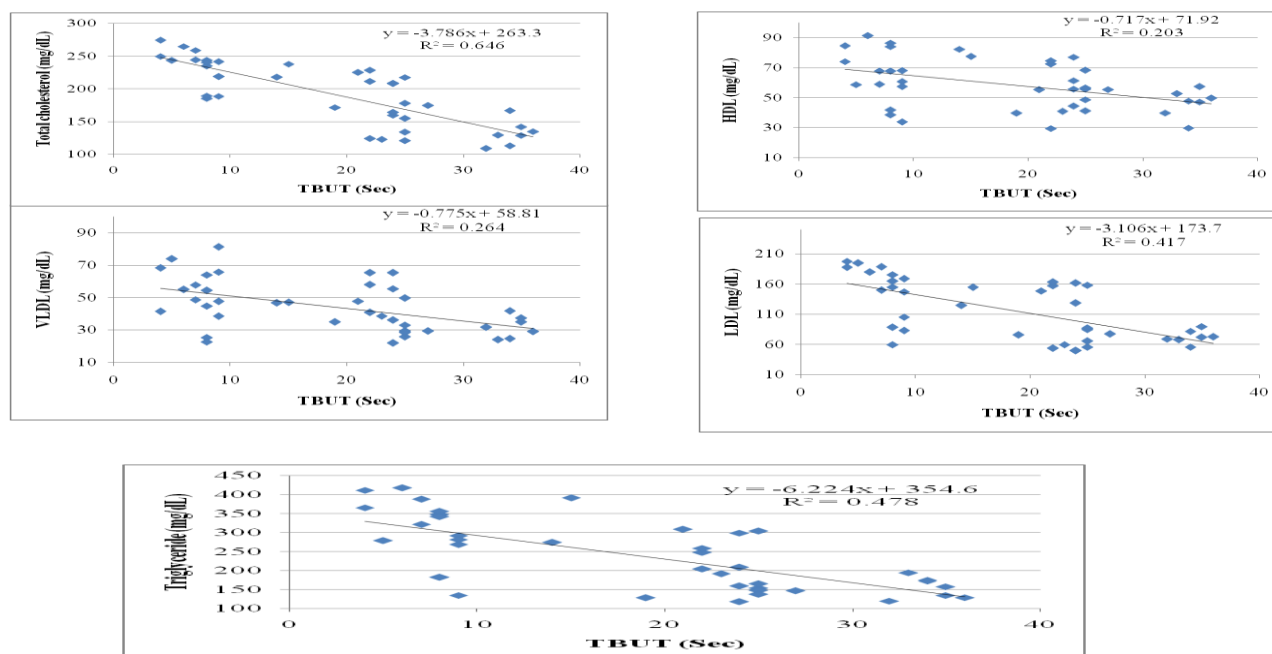 y = -3.786x + 263.3
R² = 0.646
Total cholesterol (mg/dL)
300
250
200
150
100
0 10 20 30 40
TBUT (Sec)
y = -0.717x + 71.92
R² = 0.203
HDL (mg/dL)
90
70
50
30
10
0 10 20 30 40
TBUT (Sec)
y = -0.775x + 58.81
R² = 0.264
VLDL (mg/dL)
90
70
50
30
10
0 10 20 30 40
TBUT (Sec)
y = -3.106x + 173.7
R² = 0.417
LDL (mg/dL)
210
160
110
60
10
0 10 20 30 40
TBUT (Sec)
y = -6.224x + 354.6
R² = 0.478
Triglyceride (mg/dL)
450
400
350
300
250
200
150
100
0 10 20 30 40
TBUT (Sec)